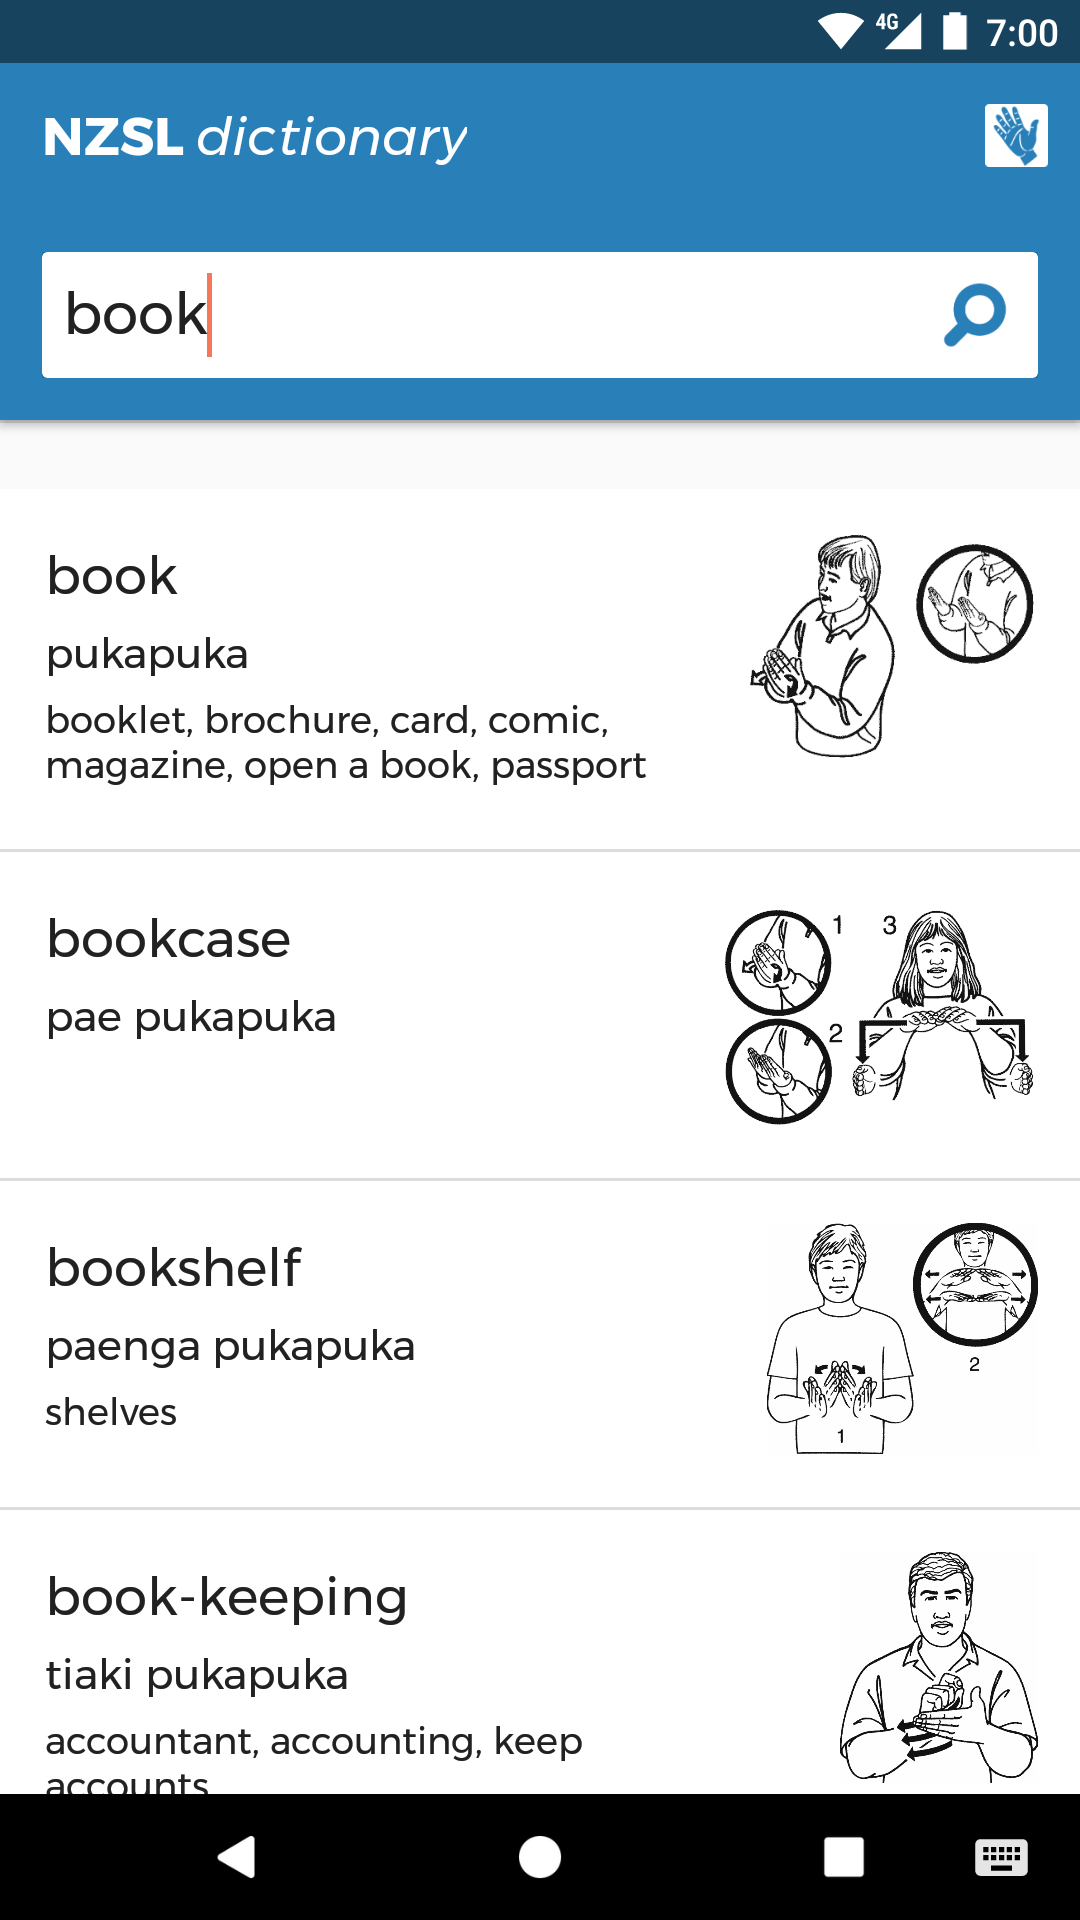 4G 7:00
NZSL dictionary
book
book
pukapuka
booklet, brochure, card, comic,
magazine, open a book, passport
bookcase
pae pukapuka
1 3
2
bookshelf
paenga pukapuka
shelves
2
1
book-keeping
tiaki pukapuka
accountant, accounting, keep
accounts